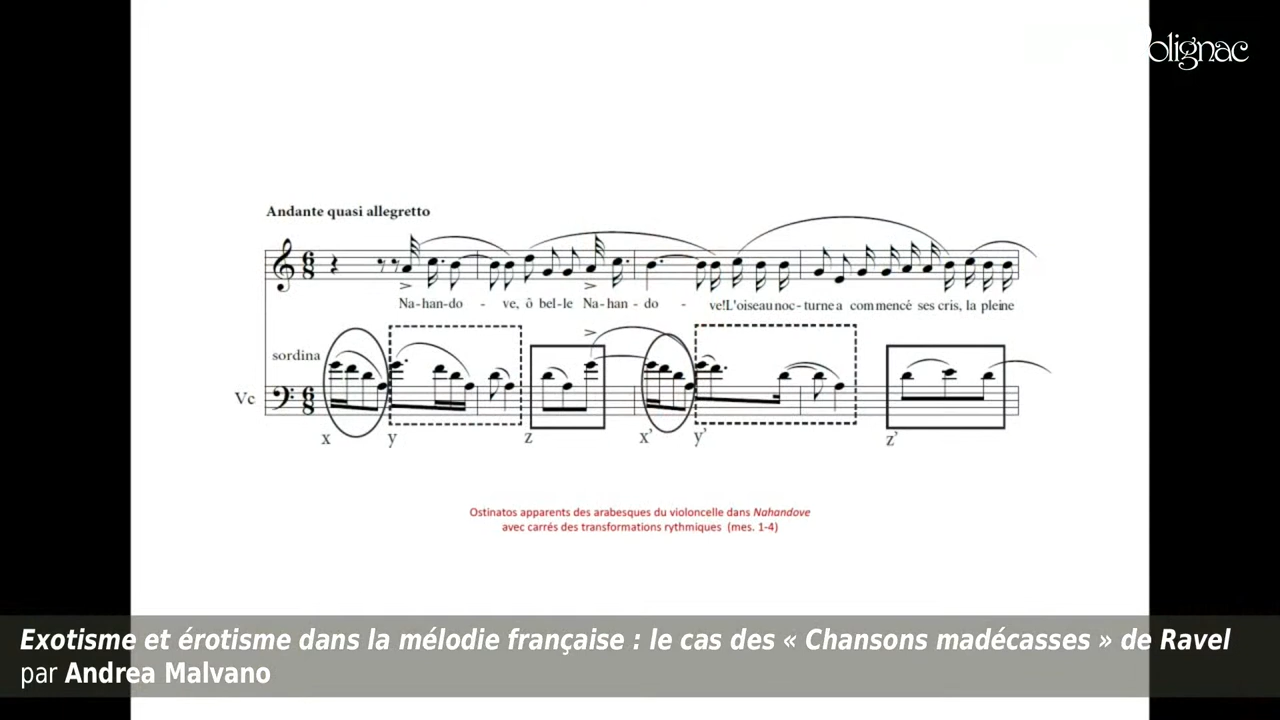 olignac
Andante quasi allegretto
Na-han-do - ve, ô bel-le Na-han - do - ve!L'oiseau noc-turne a commencé ses cris, la pleine
sordina
Vc
x y z x' y' z'
Ostinatos apparents des arabesques du violoncelle dans Nahandove
avec carrés des transformations rythmiques (mes. 1-4)
Exotisme et érotisme dans la mélodie française : le cas des « Chansons madécasses » de Ravel
par Andrea Malvano